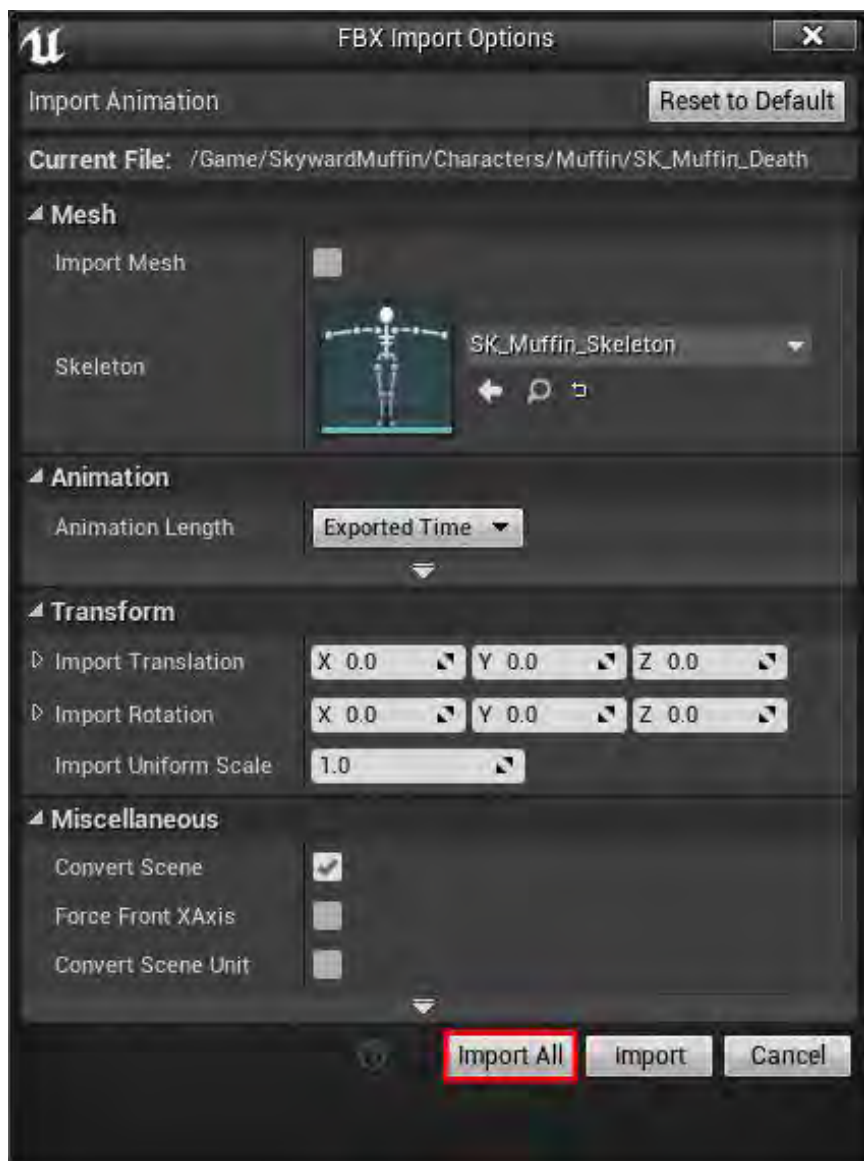 FBX Import Options
Import Animation Reset to Default
Current File: /Game/SkywardMuffin/Characters/Muffin/SK_Muffin_Death
Mesh
Import Mesh
Skeleton SK_Muffin_Skeleton
Animation
Animation Length Exported Time
Transform
Import Translation X 0.0 Y 0.0 Z 0.0
Import Rotation X 0.0 Y 0.0 Z 0.0
Import Uniform Scale 1.0
Miscellaneous
Convert Scene
Force Front XAxis
Convert Scene Unit
Import All Import Cancel